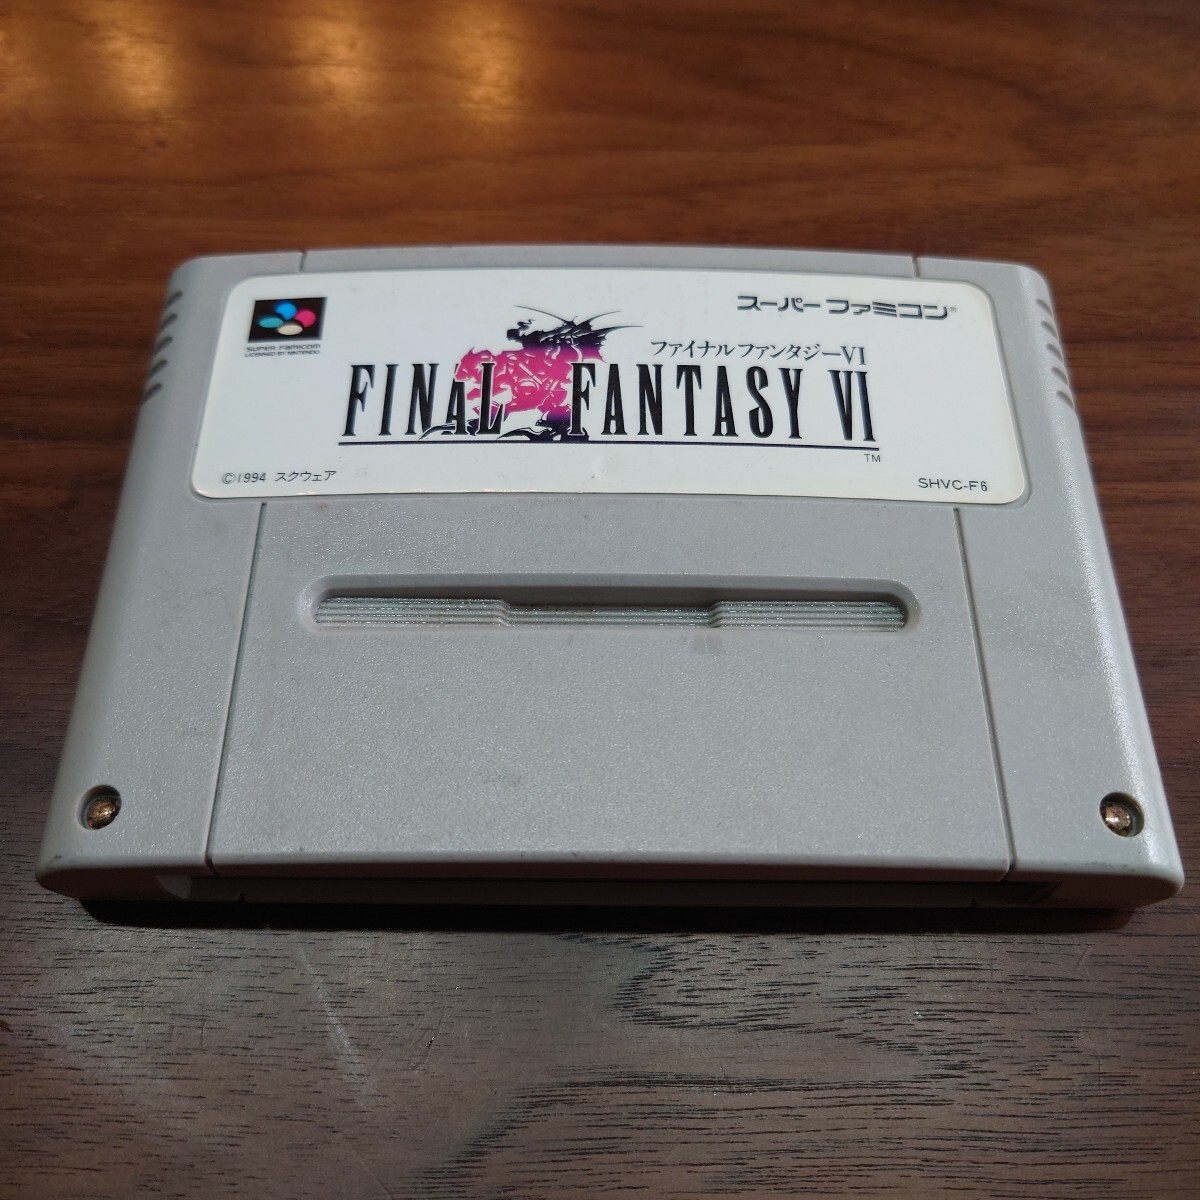 SUPER FAMICOM
LICENSED BY NINTENDO
スーパーファミコン®
ファイナルファンタジーVI
FINAL FANTASY VI
TM
©1994 スクウェア
SHVC-F6